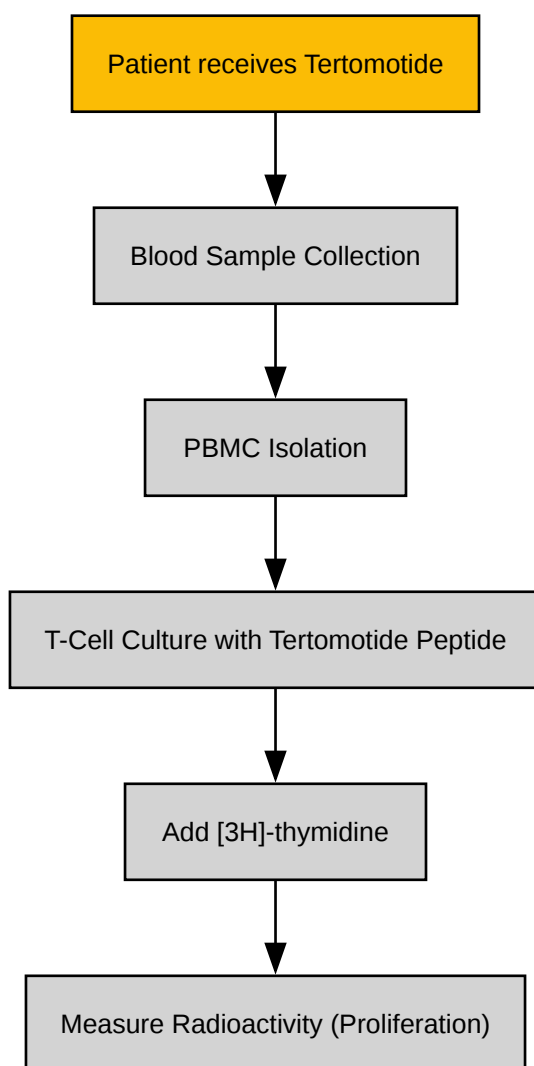 Patient receives Tertomotide
Blood Sample Collection
PBMC Isolation
T-Cell Culture with Tertomotide Peptide
Add [3H]-thymidine
Measure Radioactivity (Proliferation)